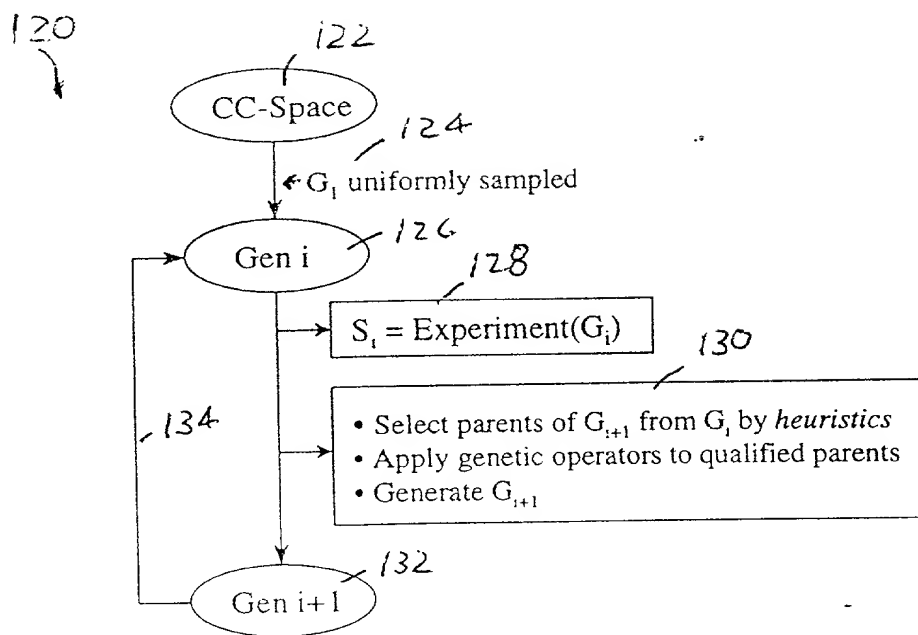 120
122
CC-Space
124
G₁ uniformly sampled
126
Gen i
128
Sᵢ = Experiment(Gᵢ)
130
• Select parents of Gᵢ₊₁ from Gᵢ by heuristics
• Apply genetic operators to qualified parents
• Generate Gᵢ₊₁
134
132
Gen i+1